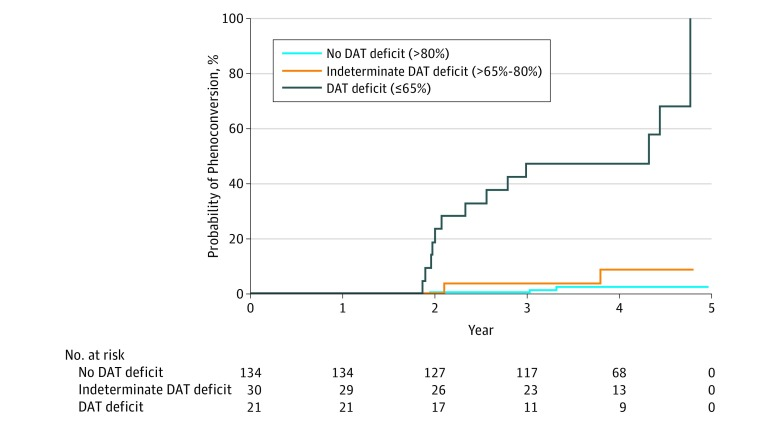 100
80
60
40
20
0
Probability of Phenoconversion, %
No DAT deficit (>80%)
Indeterminate DAT deficit (>65%-80%)
DAT deficit (≤65%)
0 1 2 3 4 5
Year
No. at risk
No DAT deficit 134 134 127 117 68 0
Indeterminate DAT deficit 30 29 26 23 13 0
DAT deficit 21 21 17 11 9 0